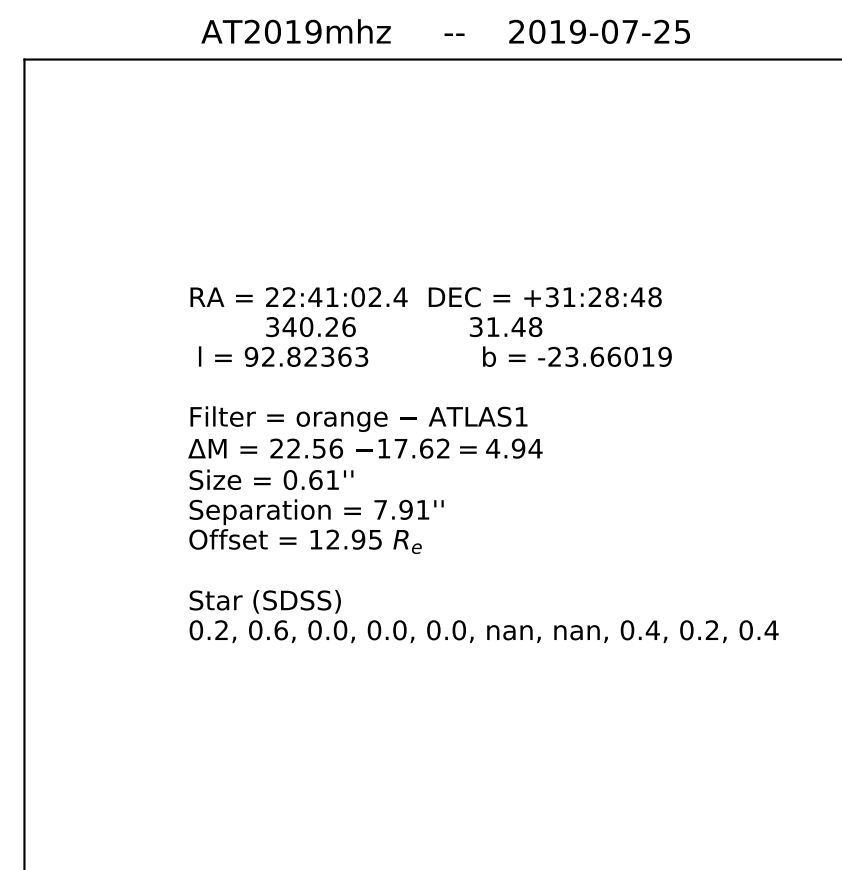 AT2019mhz -- 2019-07-25
RA = 22:41:02.4 DEC = +31:28:48
340.26 31.48
l = 92.82363 b = -23.66019
Filter = orange − ATLAS1
ΔM = 22.56 −17.62 = 4.94
Size = 0.61''
Separation = 7.91''
Offset = 12.95 Re
Star (SDSS)
0.2, 0.6, 0.0, 0.0, 0.0, nan, nan, 0.4, 0.2, 0.4